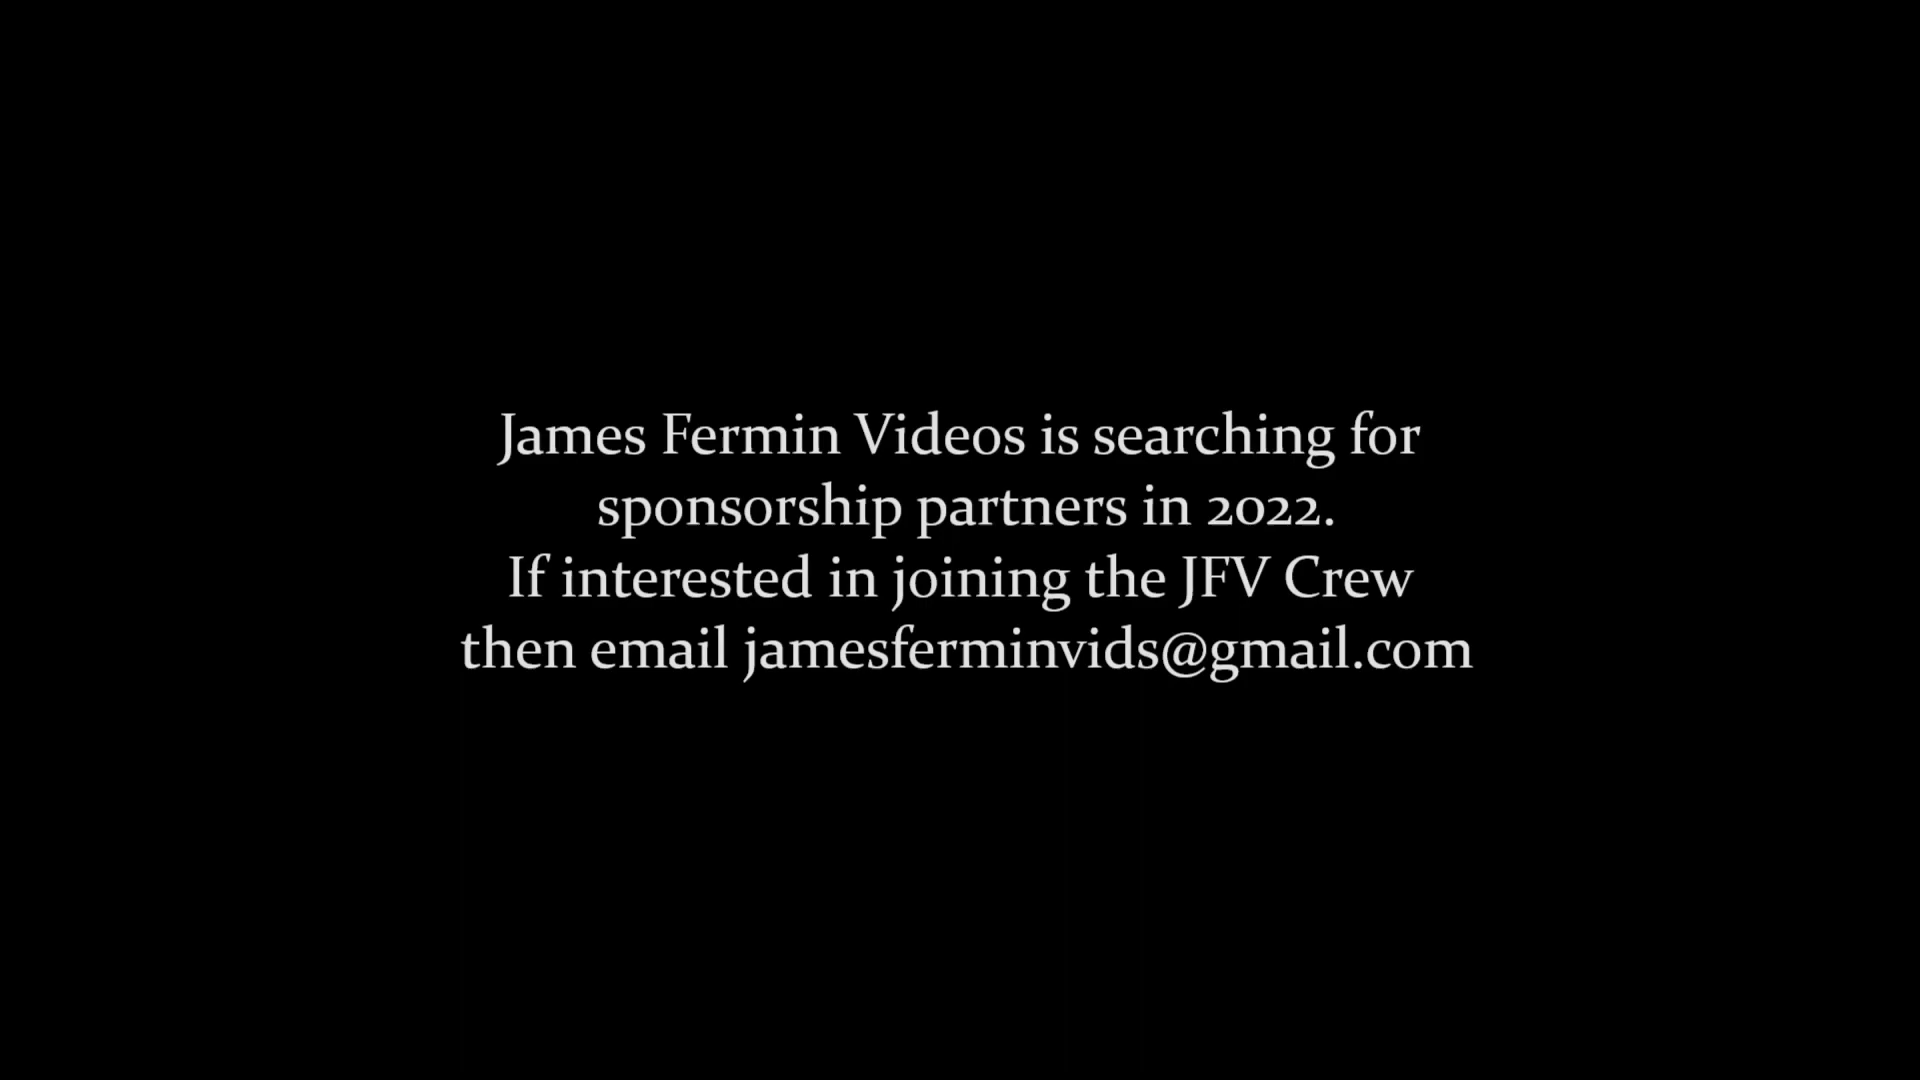 James Fermin Videos is searching for
sponsorship partners in 2022.
If interested in joining the JFV Crew
then email jamesferminvids@gmail.com